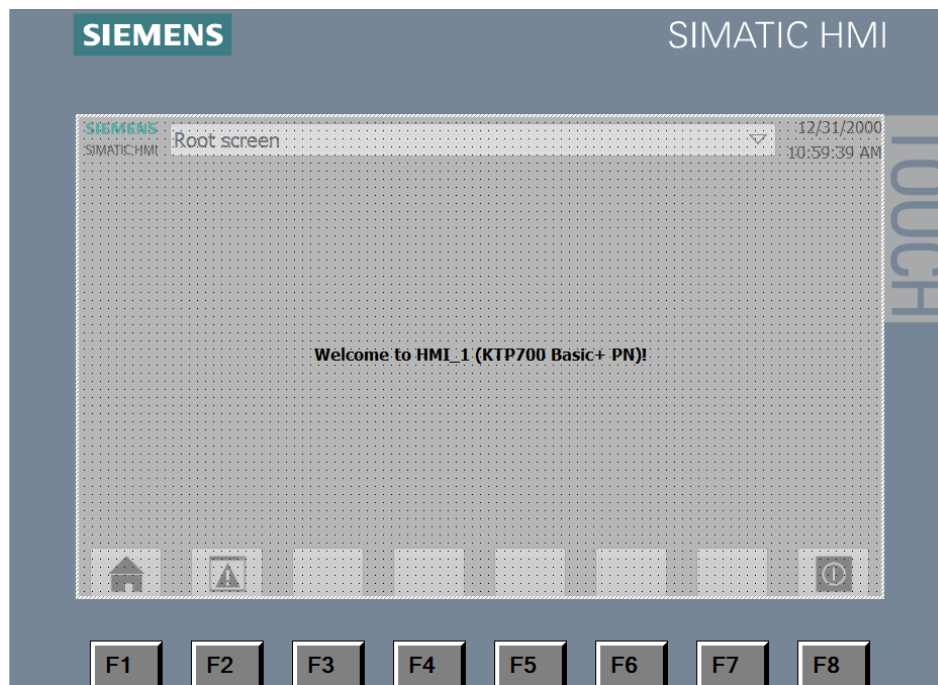 SIEMENS
SIMATIC HMI
SIEMENS
SIMATIC HMI
Root screen
12/31/2000
10:59:39 AM
TOUCH
Welcome to HMI_1 (KTP700 Basic+ PN)!
F1 F2 F3 F4 F5 F6 F7 F8